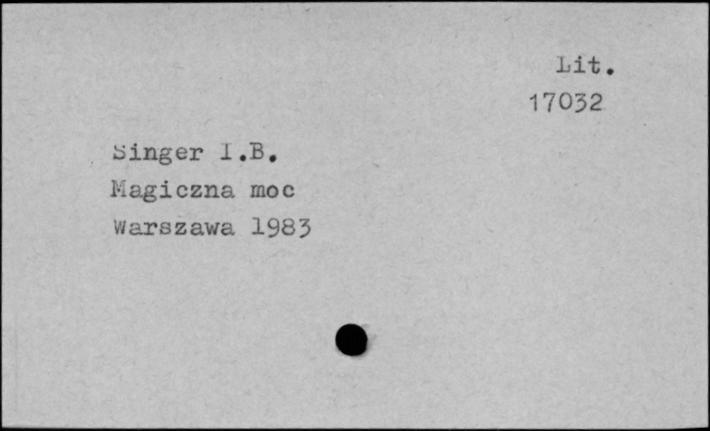 Lit.
17032
Singer I.B.
Magiczna moc
Warszawa 1983